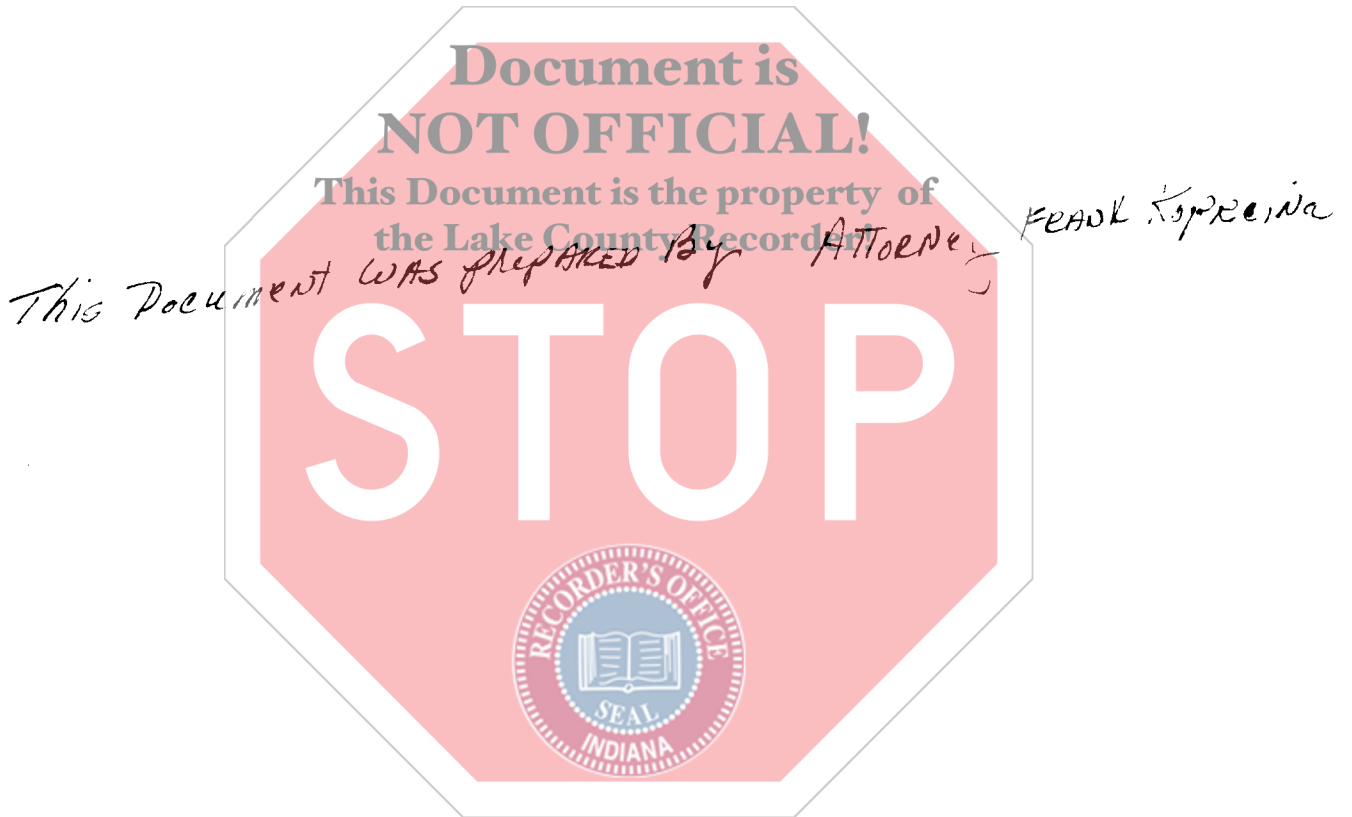 Document is
NOT OFFICIAL!
This Document is the property of
the Lake County Recorder!
This Document WAS prepared By Attorney Frank
STOP
RECORDER'S OFFICE
SEAL
INDIANA